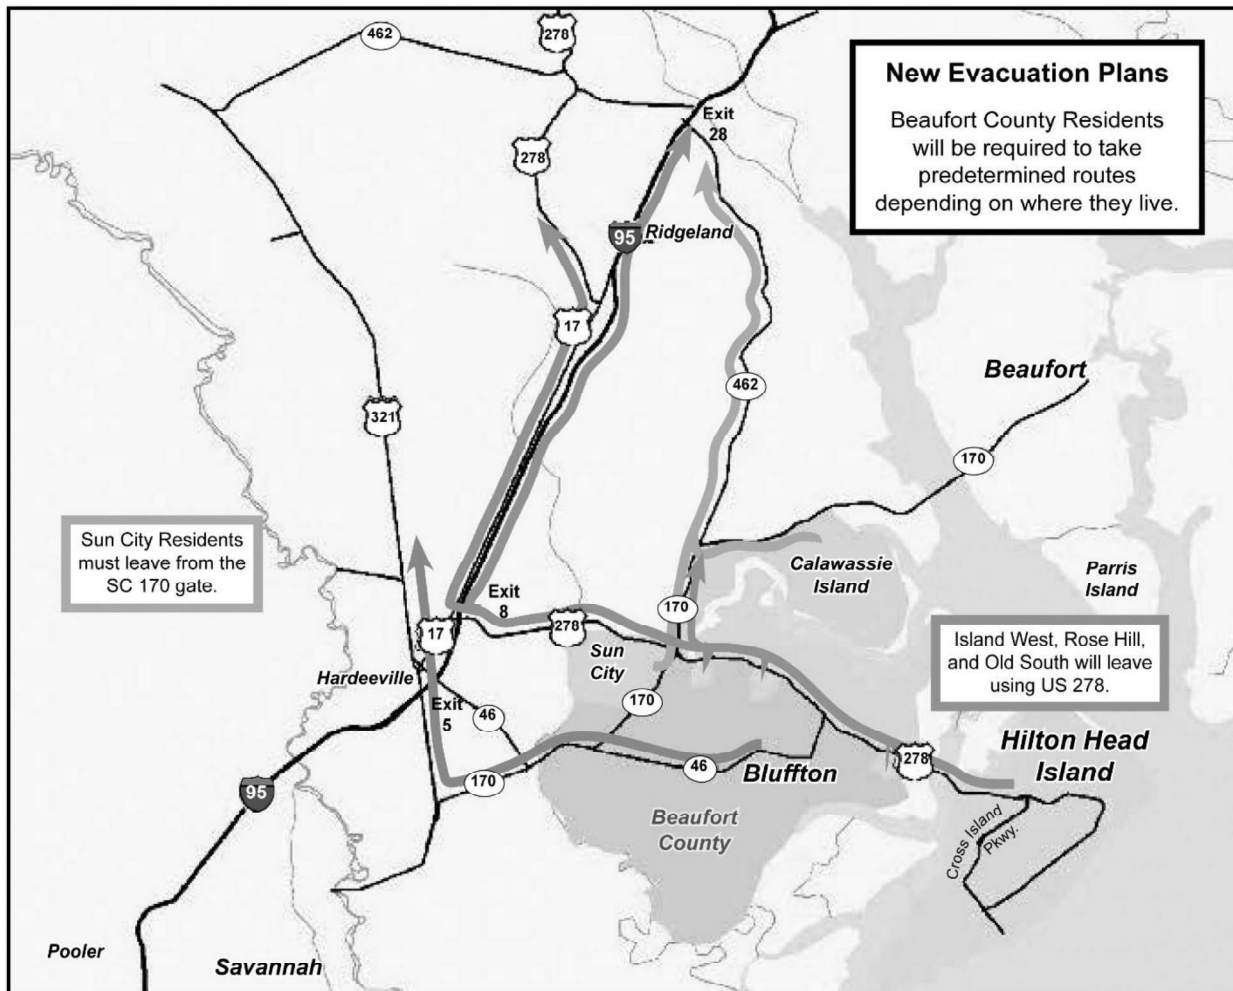 278
462
New Evacuation Plans
Beaufort County Residents
will be required to take
predetermined routes
depending on where they live.
Exit
28
278
95
Ridgeland
17
Beaufort
462
321
170
Sun City Residents
must leave from the
SC 170 gate.
Calawassie
Island
Parris
Island
Exit
8
170
17
278
Island West, Rose Hill,
and Old South will leave
using US 278.
Sun
City
Hardeeville
170
Exit
5
46
Hilton Head
Island
278
46
Bluffton
170
95
Beaufort
County
Cross Island
Pkwy.
Pooler
Savannah